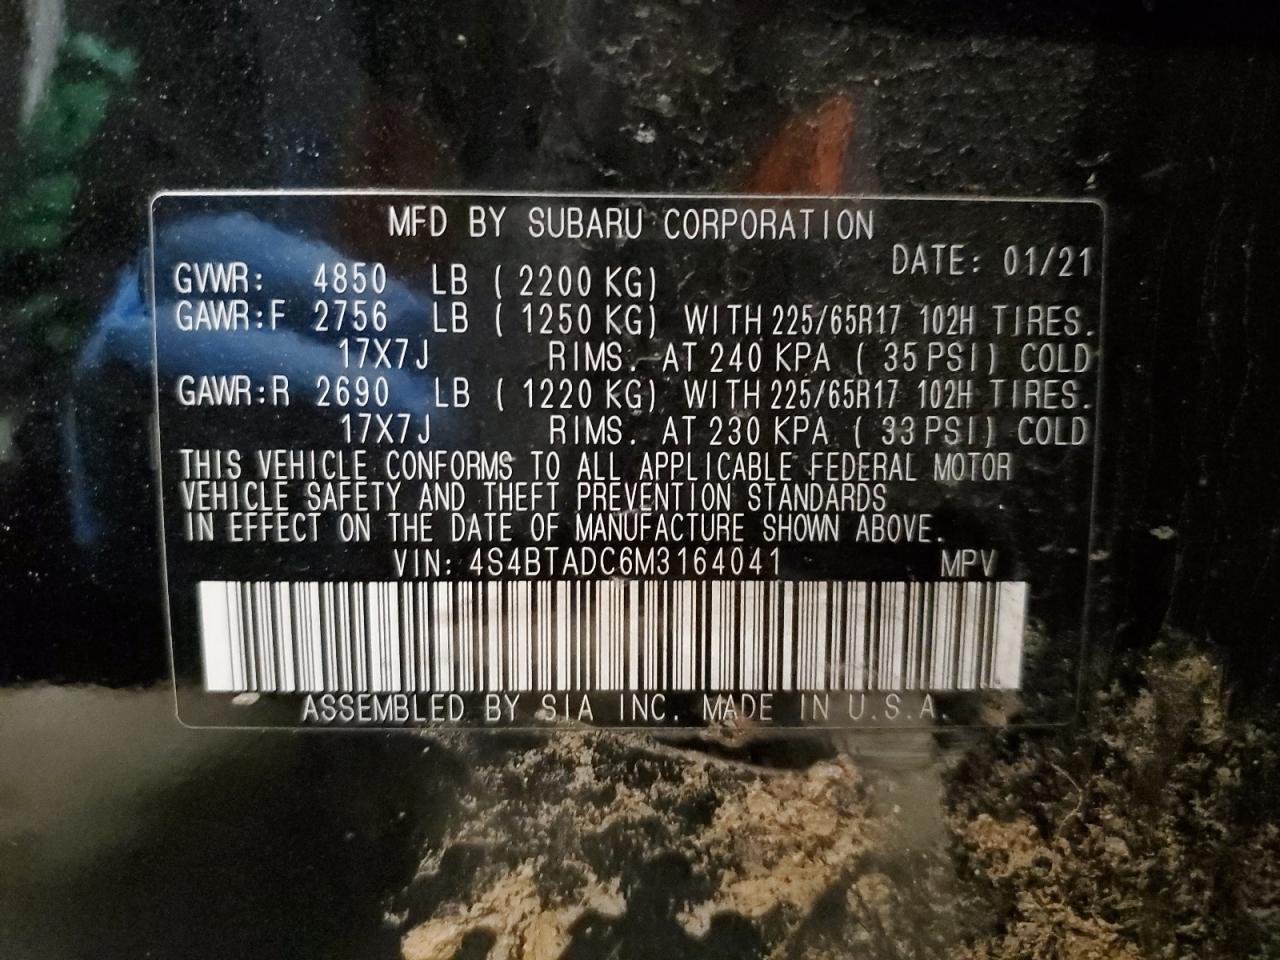 MFD BY SUBARU CORPORATION
DATE: 01/21
GVWR: 4850 LB ( 2200 KG)
GAWR:F 2756 LB ( 1250 KG) WITH 225/65R17 102H TIRES.
17X7J RIMS. AT 240 KPA ( 35 PSI) COLD
GAWR:R 2690 LB ( 1220 KG) WITH 225/65R17 102H TIRES.
17X7J RIMS. AT 230 KPA ( 33 PSI) COLD
THIS VEHICLE CONFORMS TO ALL APPLICABLE FEDERAL MOTOR
VEHICLE SAFETY AND THEFT PREVENTION STANDARDS
IN EFFECT ON THE DATE OF MANUFACTURE SHOWN ABOVE.
VIN: 4S4BTADC6M3164041 MPV
ASSEMBLED BY SIA INC. MADE IN U.S.A.